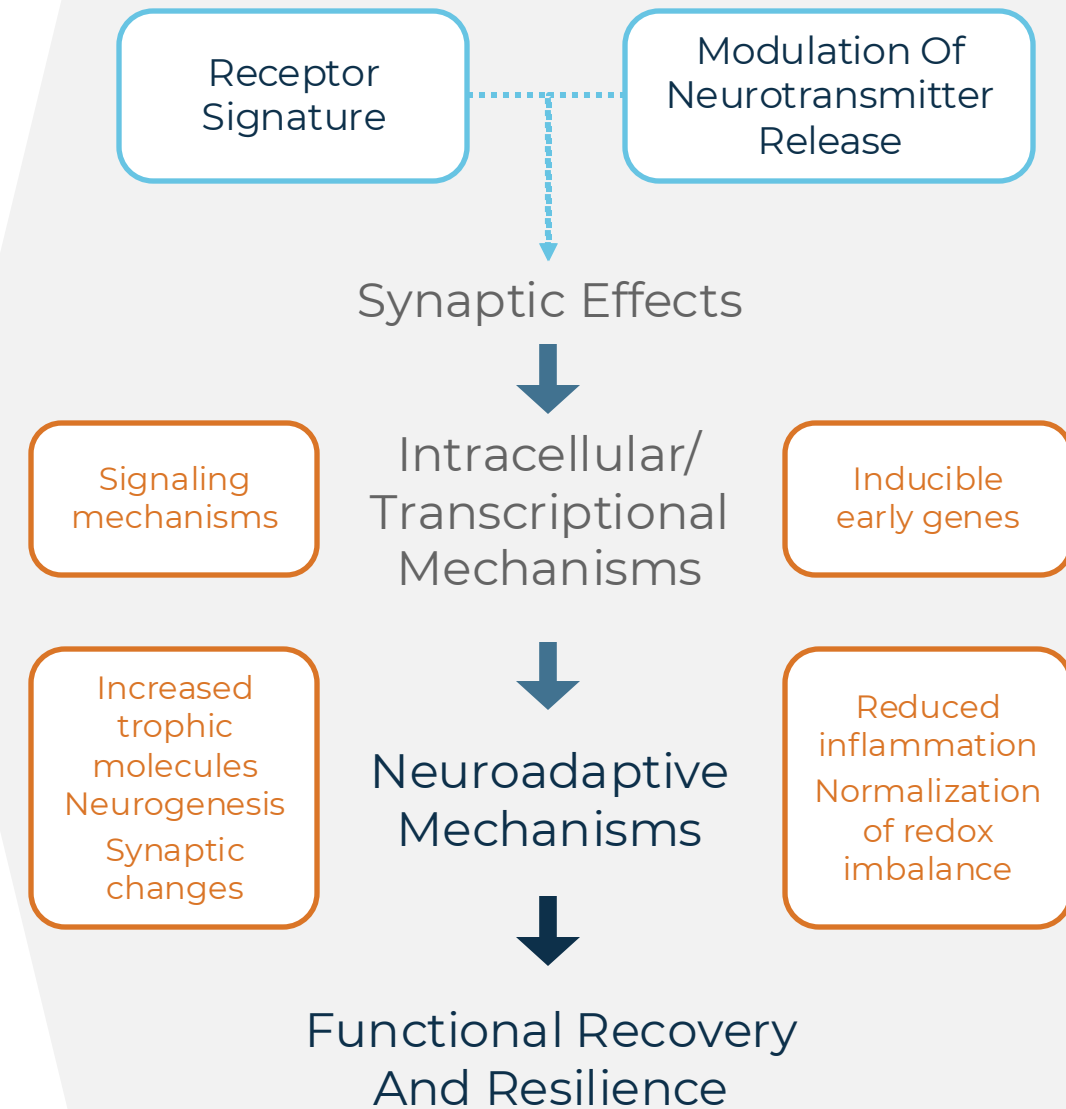 Receptor
Signature
Modulation Of
Neurotransmitter
Release
Synaptic Effects
Signaling
mechanisms
Intracellular/
Transcriptional
Mechanisms
Inducible
early genes
Increased
trophic
molecules
Neurogenesis
Synaptic
changes
Neuroadaptive
Mechanisms
Reduced
inflammation
Normalization
of redox
imbalance
Functional Recovery
And Resilience